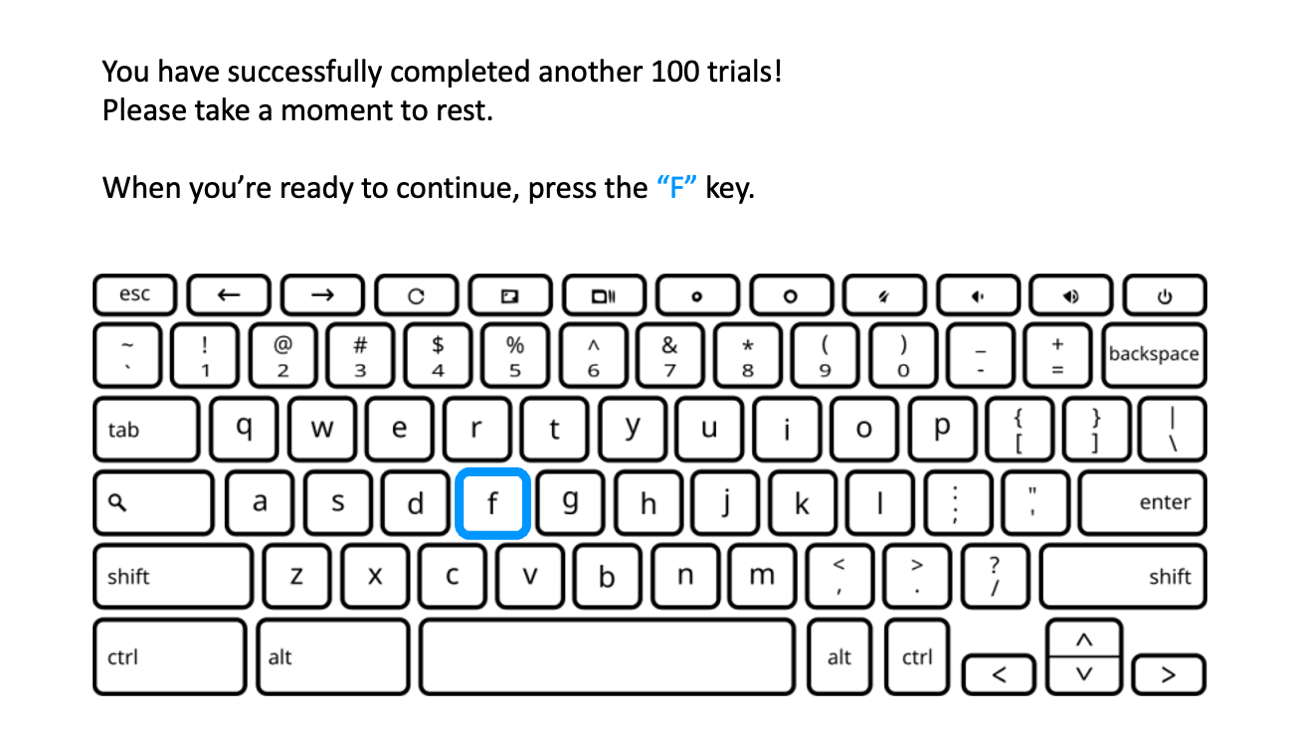 You have successfully completed another 100 trials!
Please take a moment to rest.
When you’re ready to continue, press the “F” key.
esc
~ ! @ # $ % ^ & * ( ) _ + backspace
` 1 2 3 4 5 6 7 8 9 0 - =
tab q w e r t y u i o p { } |
[ ] \
a s d f g h j k l : " enter
; '
shift z x c v b n m < > ? shift
, . /
ctrl alt alt ctrl < ^ >
v